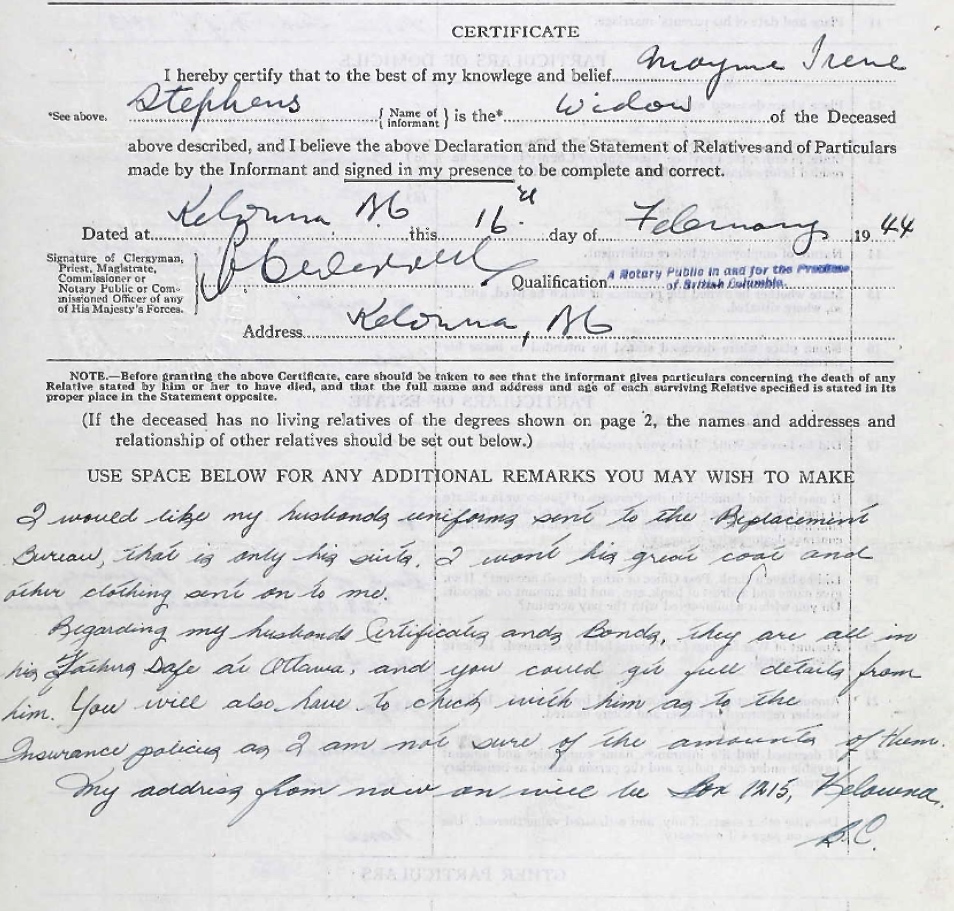 CERTIFICATE
I hereby certify that to the best of my knowlege and belief Mayme Irene
*See above. Stephens { Name of informant } is the* Widow of the Deceased
above described, and I believe the above Declaration and the Statement of Relatives and of Particulars
made by the Informant and signed in my presence to be complete and correct.
Dated at Kelowna BC this 16th day of February 1944
Signature of Clergyman,
Priest, Magistrate,
Commissioner or
Notary Public or Com-
missioned Officer of any
of His Majesty's Forces.
Qualification A Notary Public in and for the Province
of British Columbia.
Address Kelowna, BC
NOTE.—Before granting the above Certificate, care should be taken to see that the informant gives particulars concerning the death of any
Relative stated by him or her to have died, and that the full name and address and age of each surviving Relative specified is stated in its
proper place in the Statement opposite.
(If the deceased has no living relatives of the degrees shown on page 2, the names and addresses and
relationship of other relatives should be set out below.)
USE SPACE BELOW FOR ANY ADDITIONAL REMARKS YOU MAY WISH TO MAKE
I would like my husbands uniforms sent to the Replacement
Bureau, that is only his suits. I want his great coat and
other clothing sent on to me.
Regarding my husbands Certificates and Bonds, they are all in
his Fathers Safe at Ottawa, and you could get full details from
him. You will also have to check with him as to the
Insurance policies as I am not sure of the amounts of them.
My address from now on will be Box 1215, Kelowna,
B.C.